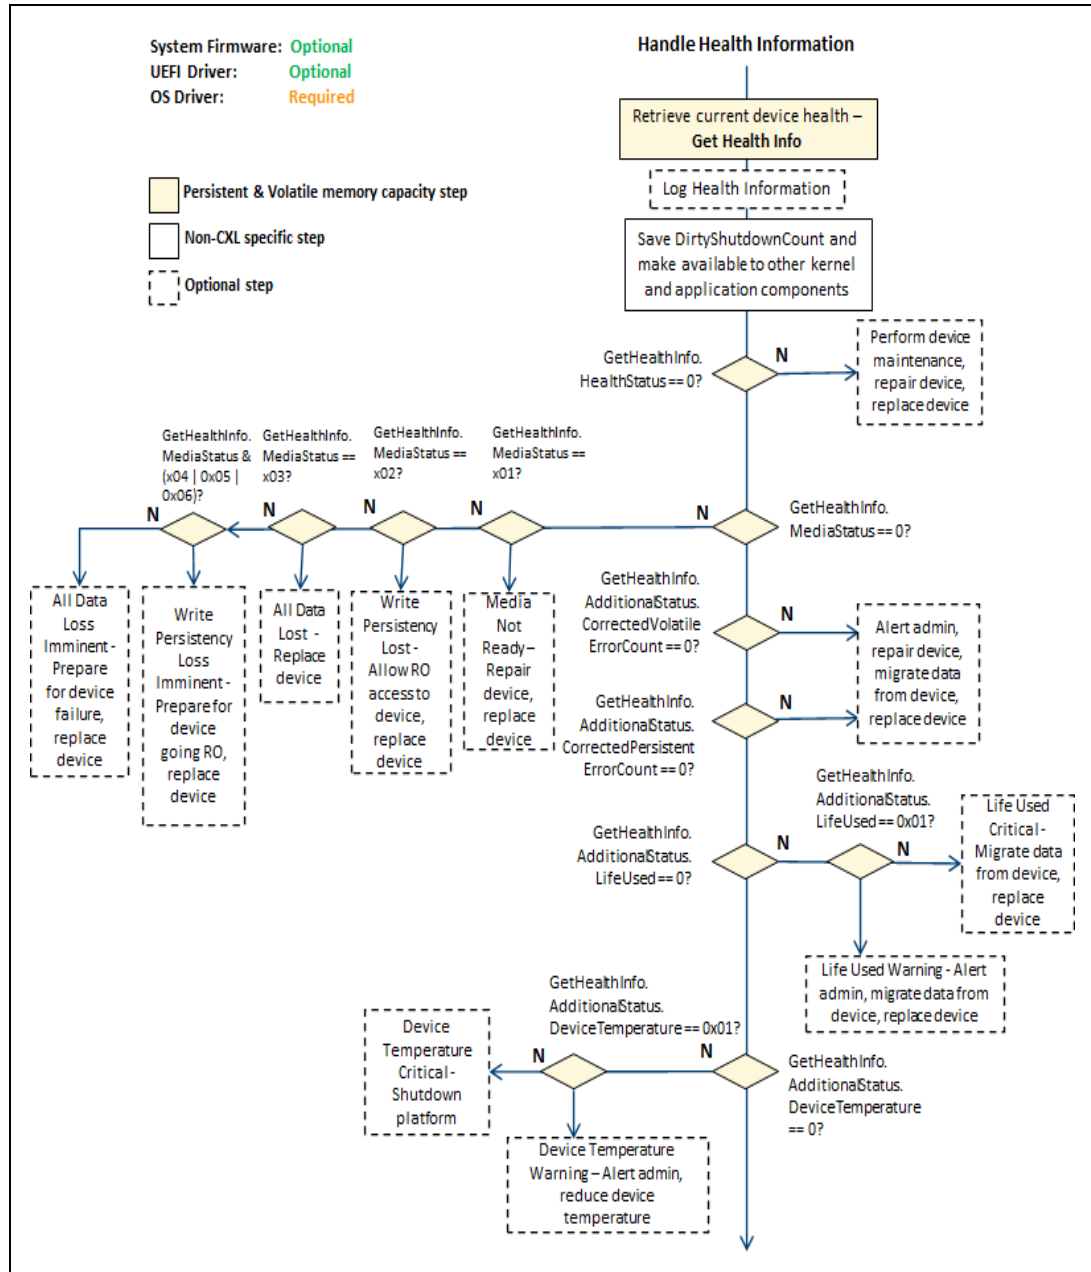 System Firmware: Optional
UEFI Driver: Optional
OS Driver: Required
Handle Health Information
Retrieve current device health –
Get Health Info
Log Health Information
Save DirtyShutdownCount and
make available to other kernel
and application components
Persistent & Volatile memory capacity step
Non-CXL specific step
Optional step
GetHealthInfo.
HealthStatus == 0?
N
Perform device
maintenance,
repair device,
replace device
GetHealthInfo.
MediaStatus &
(x04 | 0x05 |
0x06)?
N
GetHealthInfo.
MediaStatus ==
x03?
N
GetHealthInfo.
MediaStatus ==
x02?
N
GetHealthInfo.
MediaStatus ==
x01?
N
N
GetHealthInfo.
MediaStatus == 0?
All Data
Loss
Imminent -
Prepare
for device
failure,
replace
device
Write
Persistency
Loss
Imminent -
Prepare for
device
going RO,
replace
device
All Data
Lost -
Replace
device
Write
Persistency
Lost - Allow RO
access to
device,
replace
device
Media
Not
Ready –
Repair
device,
replace
device
GetHealthInfo.
AdditionalStatus.
CorrectedVolatile
ErrorCount == 0?
N
GetHealthInfo.
AdditionalStatus.
CorrectedPersistent
ErrorCount == 0?
N
Alert admin,
repair device,
migrate data
from device,
replace device
GetHealthInfo.
AdditionalStatus.
LifeUsed == 0?
N
GetHealthInfo.
AdditionalStatus.
LifeUsed == 0x01?
N
Life Used
Critical -
Migrate data
from device,
replace
device
Life Used Warning - Alert
admin, migrate data from
device, replace device
GetHealthInfo.
AdditionalStatus.
DeviceTemperature == 0x01?
N
N
GetHealthInfo.
AdditionalStatus.
DeviceTemperature
== 0?
Device
Temperature
Critical -
Shutdown
platform
Device Temperature
Warning – Alert admin,
reduce device
temperature